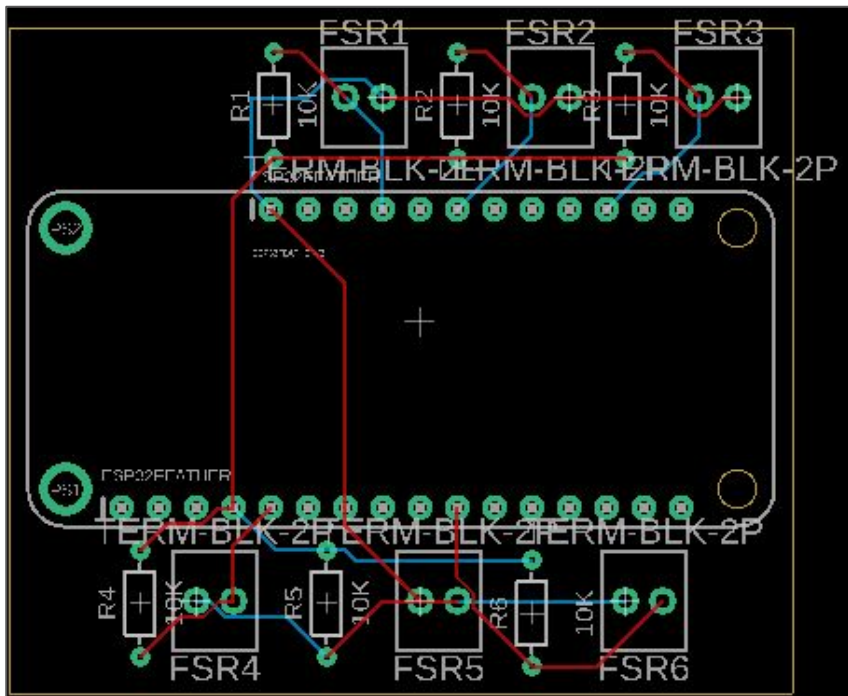 FSR1 FSR2 FSR3
R1 10K R2 10K R3 10K
TERM-BLK-2P TERM-BLK-2P TERM-BLK-2P
PS2
ESP32FEATHER
PS1
TERM-BLK-2P TERM-BLK-2P TERM-BLK-2P
R4 10K R5 10K R6 10K
FSR4 FSR5 FSR6